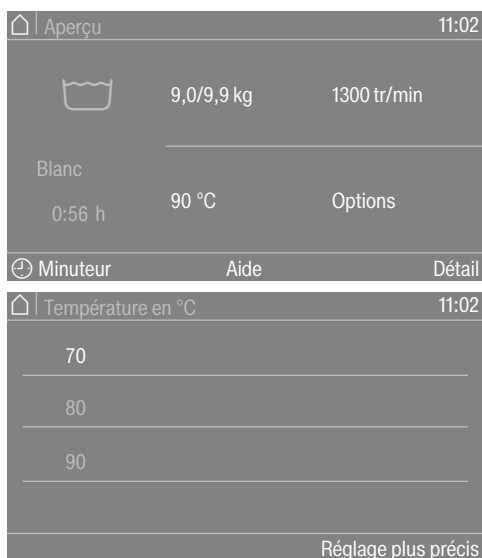 Aperçu 11:02
9,0/9,9 kg 1300 tr/min
Blanc
90 °C Options
0:56 h
Minuteur Aide Détail
Température en °C 11:02
70
80
90
Réglage plus précis